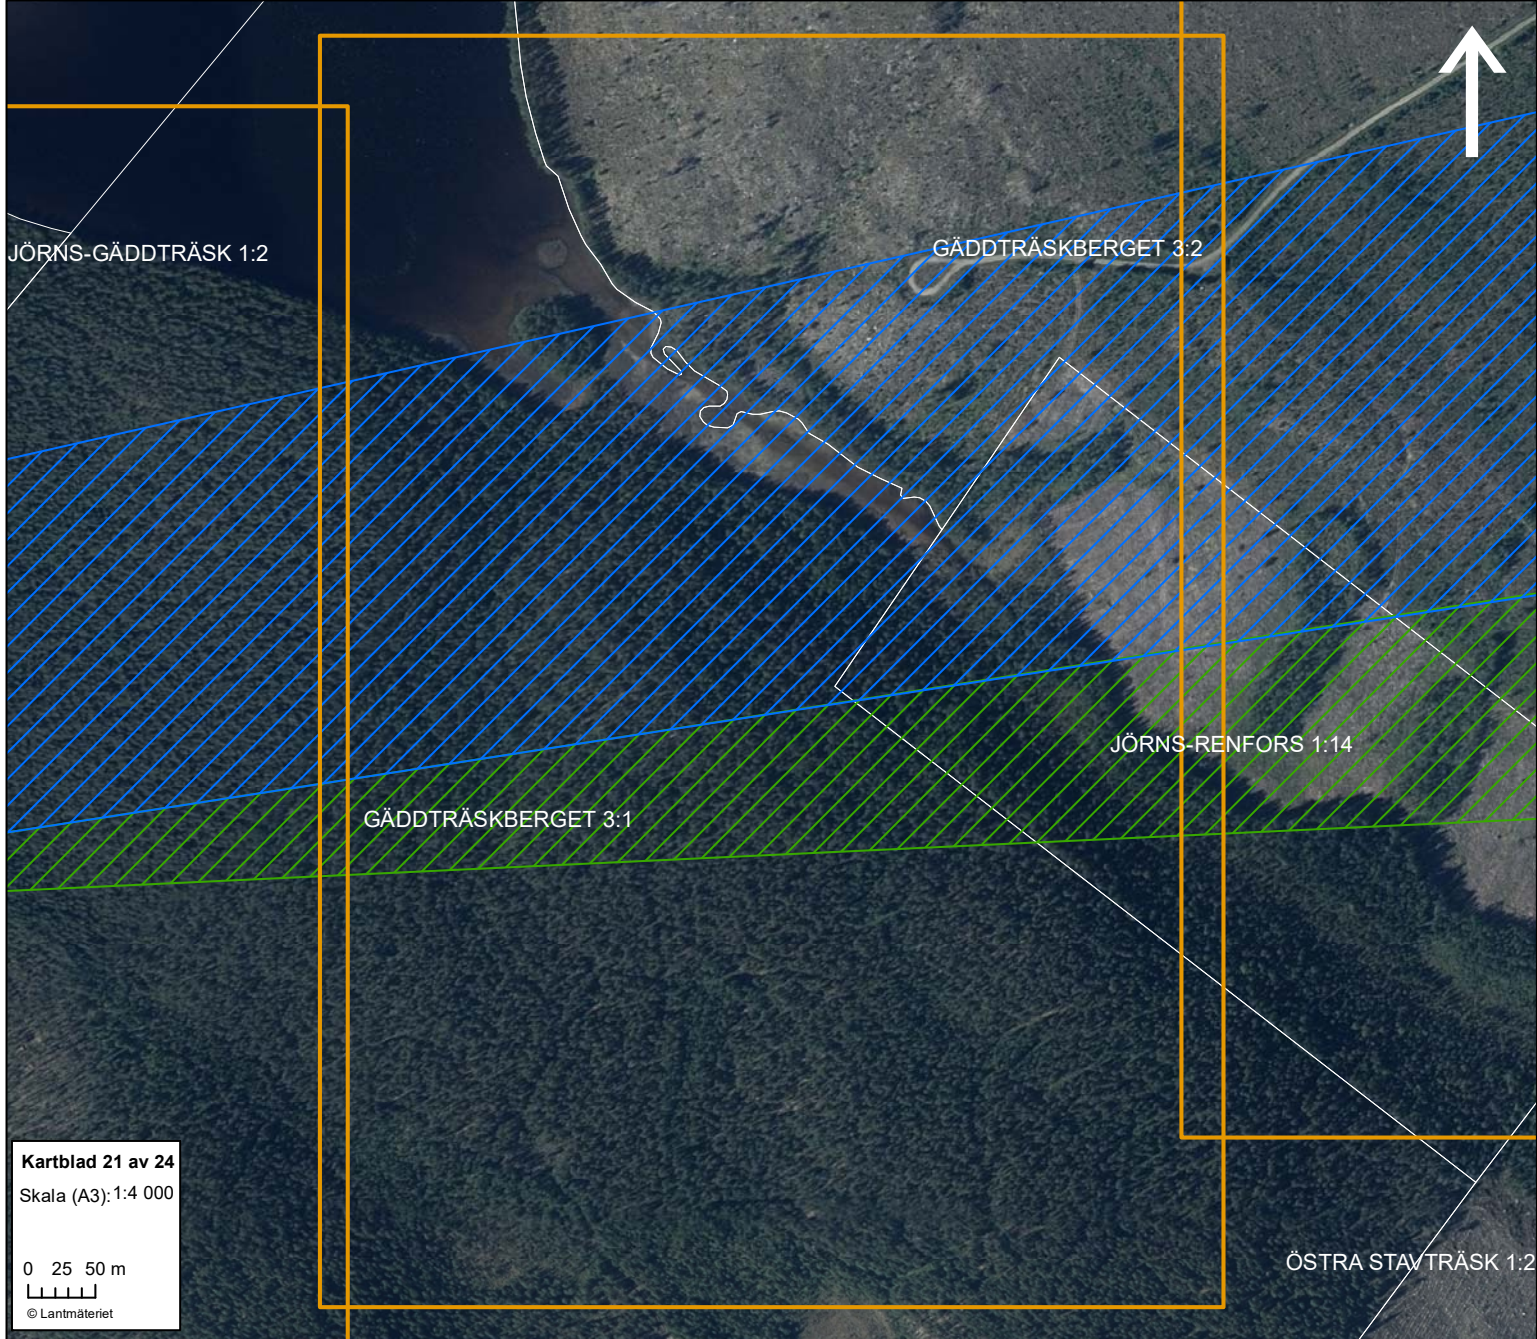 JÖRNS-GÄDDTRÄSK 1:2
GÄDDTRÄSKBERGET 3:2
JÖRNS-RENFORS 1:14
GÄDDTRÄSKBERGET 3:1
ÖSTRA STAVTRÄSK 1:2
Kartblad 21 av 24
Skala (A3): 1:4 000
0 25 50 m
© Lantmäteriet